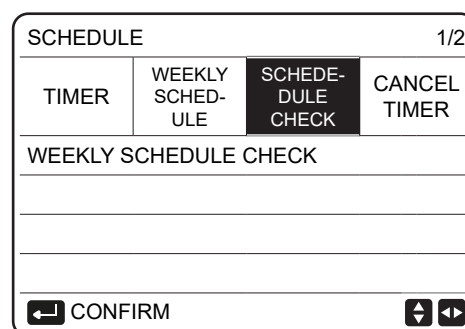 SCHEDULE 1/2
TIMER
WEEKLY
SCHED-
ULE
SCHEDE-
DULE
CHECK
CANCEL
TIMER
WEEKLY SCHEDULE CHECK
CONFIRM